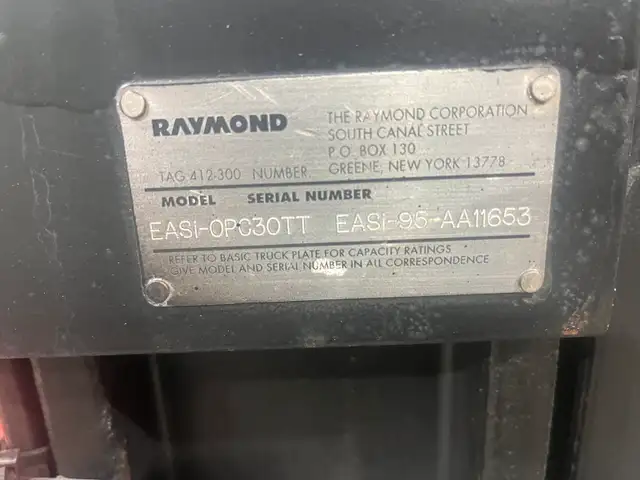 RAYMOND
THE RAYMOND CORPORATION
SOUTH CANAL STREET
P.O. BOX 130
GREENE, NEW YORK 13778
TAG 412-300 NUMBER
MODEL SERIAL NUMBER
EASi-OPC30TT EASi-95-AA11653
REFER TO BASIC TRUCK PLATE FOR CAPACITY RATINGS
GIVE MODEL AND SERIAL NUMBER IN ALL CORRESPONDENCE